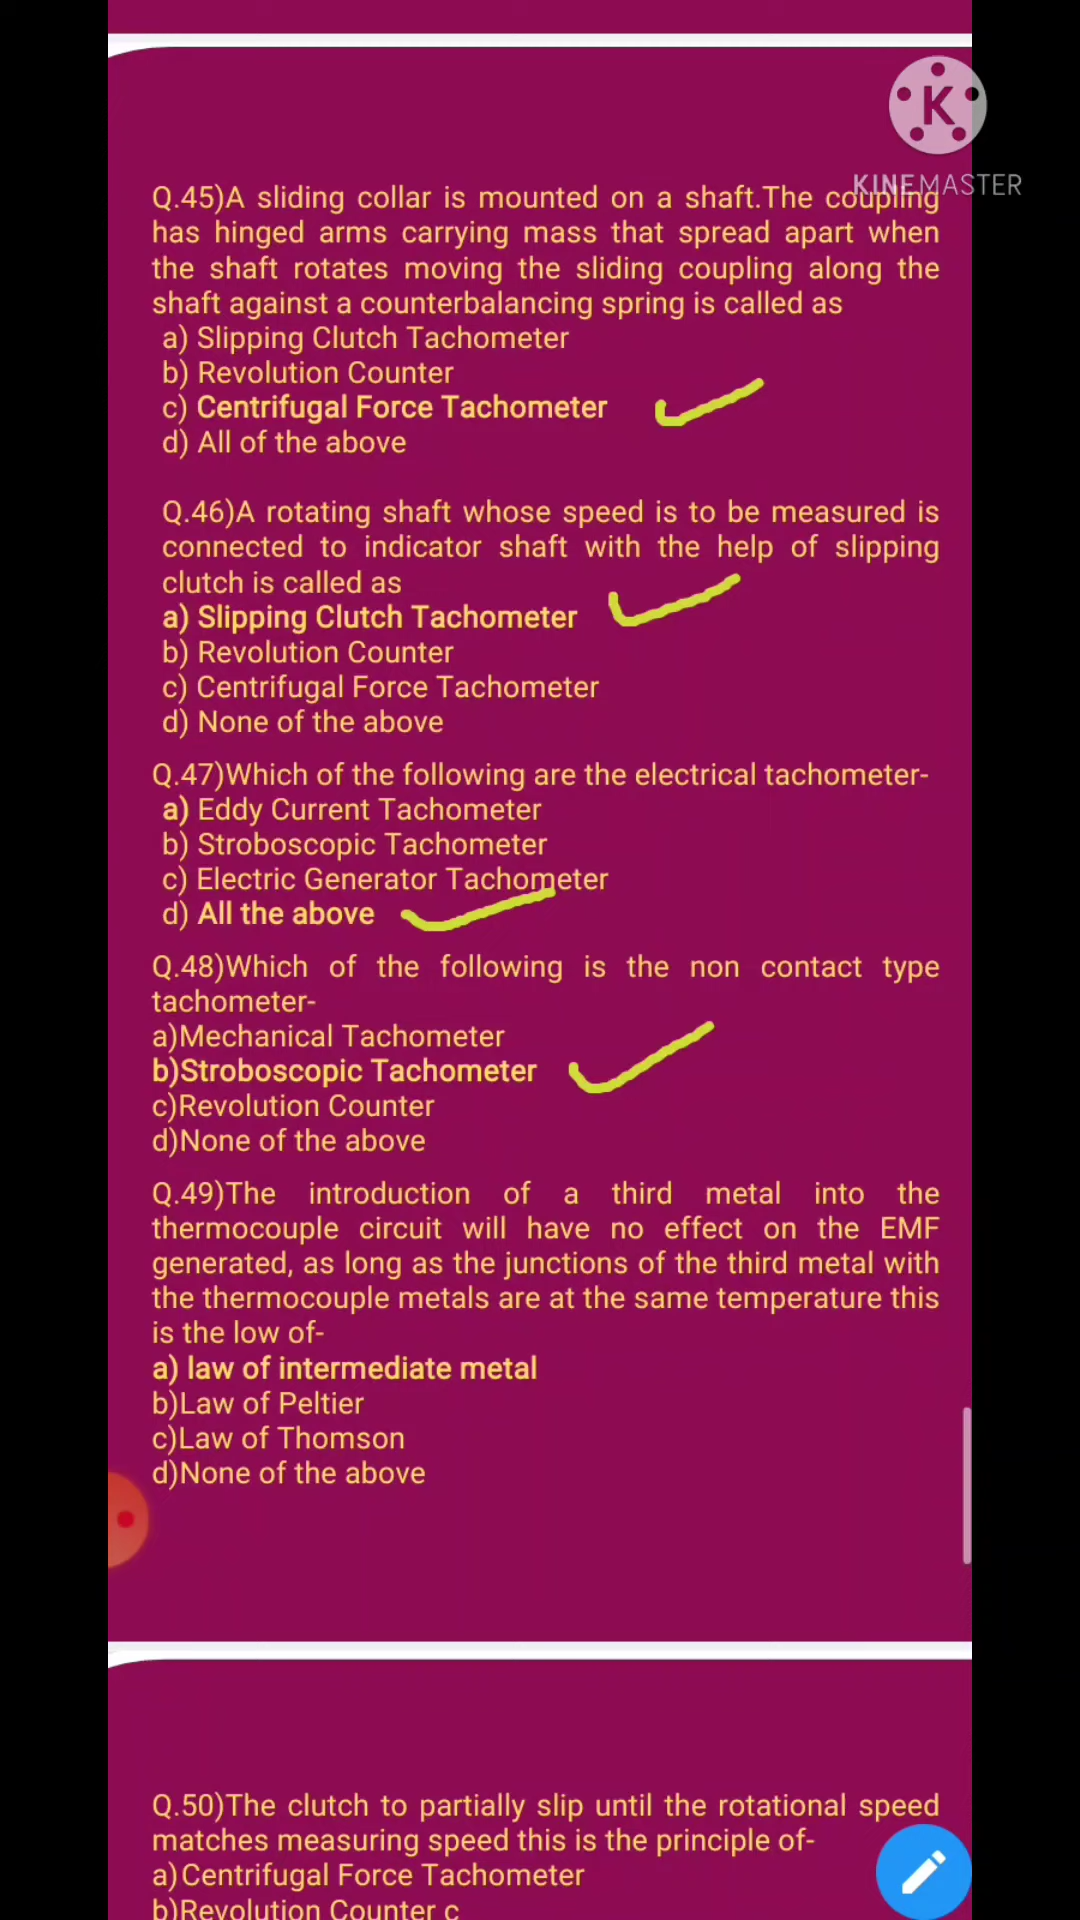 K
KINEMASTER
Q.45)A sliding collar is mounted on a shaft.The coupling
has hinged arms carrying mass that spread apart when
the shaft rotates moving the sliding coupling along the
shaft against a counterbalancing spring is called as
a) Slipping Clutch Tachometer
b) Revolution Counter
c) Centrifugal Force Tachometer
d) All of the above
Q.46)A rotating shaft whose speed is to be measured is
connected to indicator shaft with the help of slipping
clutch is called as
a) Slipping Clutch Tachometer
b) Revolution Counter
c) Centrifugal Force Tachometer
d) None of the above
Q.47)Which of the following are the electrical tachometer-
a) Eddy Current Tachometer
b) Stroboscopic Tachometer
c) Electric Generator Tachometer
d) All the above
Q.48)Which of the following is the non contact type
tachometer-
a)Mechanical Tachometer
b)Stroboscopic Tachometer
c)Revolution Counter
d)None of the above
Q.49)The introduction of a third metal into the
thermocouple circuit will have no effect on the EMF
generated, as long as the junctions of the third metal with
the thermocouple metals are at the same temperature this
is the low of-
a) law of intermediate metal
b)Law of Peltier
c)Law of Thomson
d)None of the above
Q.50)The clutch to partially slip until the rotational speed
matches measuring speed this is the principle of-
a)Centrifugal Force Tachometer
b)Revolution Counter c